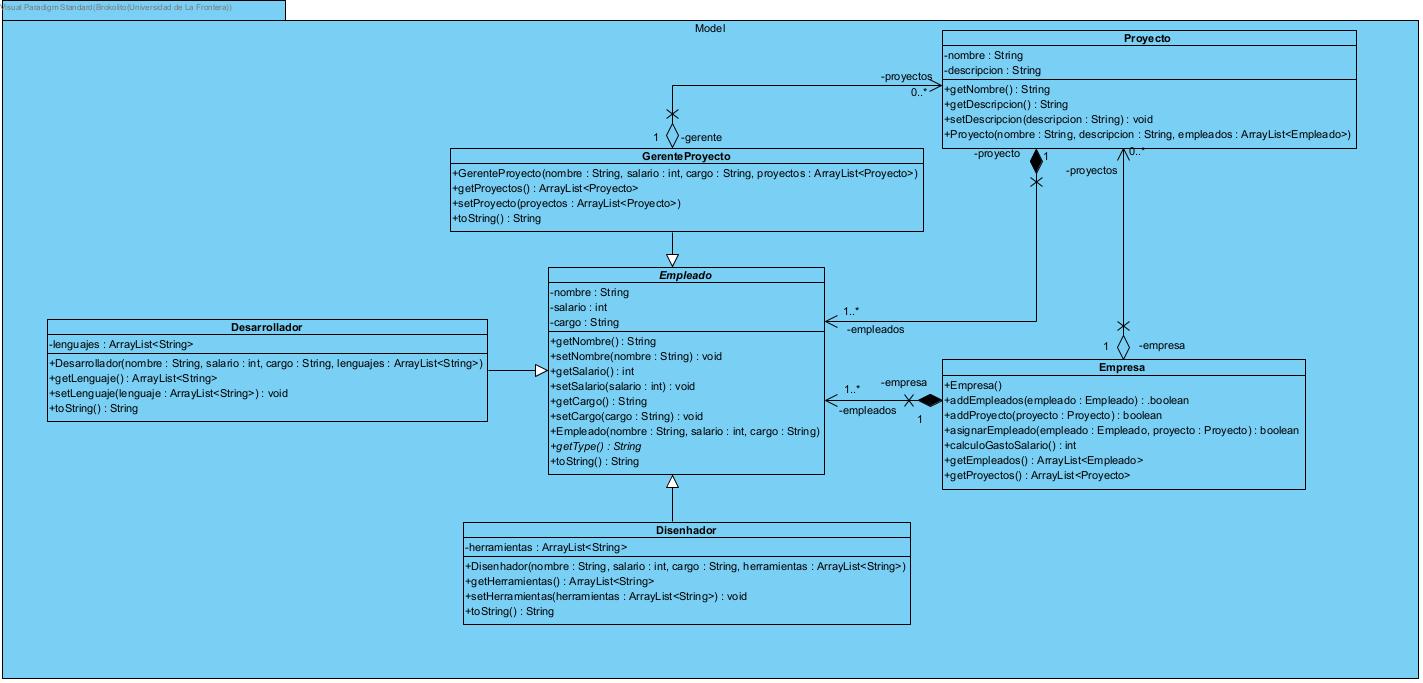 Visual Paradigm Standard(Brokolito(Universidad de La Frontera))
Model
Proyecto
-nombre : String
-descripcion : String
+getNombre() : String
+getDescripcion() : String
+setDescripcion(descripcion : String) : void
+Proyecto(nombre : String, descripcion : String, empleados : ArrayList<Empleado>)
-proyectos
0..*
1
-gerente
GerenteProyecto
+GerenteProyecto(nombre : String, salario : int, cargo : String, proyectos : ArrayList<Proyecto>)
+getProyectos() : ArrayList<Proyecto>
+setProyecto(proyectos : ArrayList<Proyecto>)
+toString() : String
-proyecto
1
0..*
-proyectos
Empleado
-nombre : String
-salario : int
-cargo : String
+getNombre() : String
+setNombre(nombre : String) : void
+getSalario() : int
+setSalario(salario : int) : void
+getCargo() : String
+setCargo(cargo : String) : void
+Empleado(nombre : String, salario : int, cargo : String)
+getType() : String
+toString() : String
1..*
-empleados
Desarrollador
-lenguajes : ArrayList<String>
+Desarrollador(nombre : String, salario : int, cargo : String, lenguajes : ArrayList<String>)
+getLenguaje() : ArrayList<String>
+setLenguaje(lenguaje : ArrayList<String>) : void
+toString() : String
1
-empresa
Empresa
+Empresa()
+addEmpleados(empleado : Empleado) : .boolean
+addProyecto(proyecto : Proyecto) : boolean
+asignarEmpleado(empleado : Empleado, proyecto : Proyecto) : boolean
+calculoGastoSalario() : int
+getEmpleados() : ArrayList<Empleado>
+getProyectos() : ArrayList<Proyecto>
1..*
-empresa
-empleados
1
Disenhador
-herramientas : ArrayList<String>
+Disenhador(nombre : String, salario : int, cargo : String, herramientas : ArrayList<String>)
+getHerramientas() : ArrayList<String>
+setHerramientas(herramientas : ArrayList<String>) : void
+toString() : String